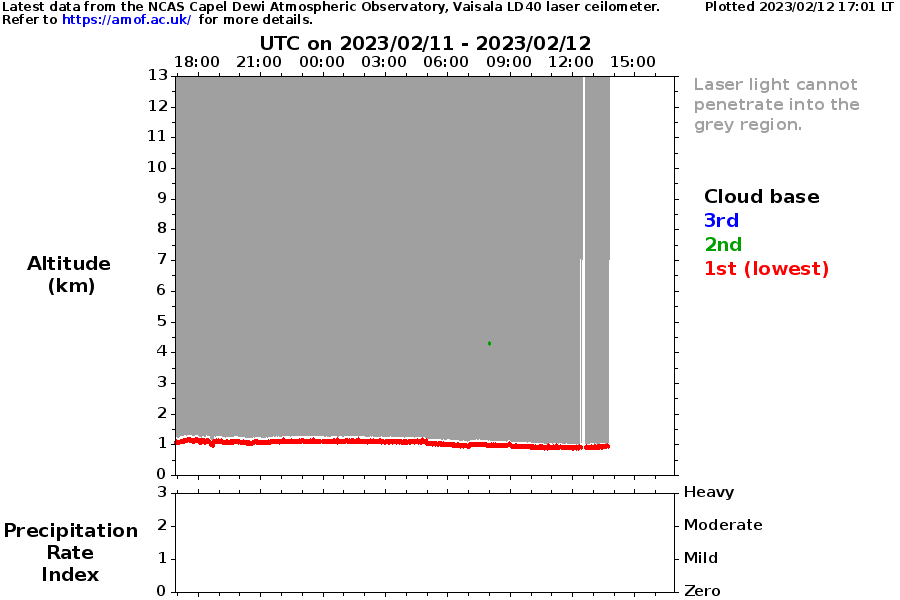 Latest data from the NCAS Capel Dewi Atmospheric Observatory, Vaisala LD40 laser ceilometer. Plotted 2023/02/12 17:01 LT
Refer to https://amof.ac.uk/ for more details.
UTC on 2023/02/11 - 2023/02/12
18:00 21:00 00:00 03:00 06:00 09:00 12:00 15:00
13
12
11
10
9
8
7
6
5
4
3
2
1
0
Altitude
(km)
Laser light cannot
penetrate into the
grey region.
Cloud base
3rd
2nd
1st (lowest)
3 Heavy
2 Moderate
1 Mild
0 Zero
Precipitation
Rate
Index